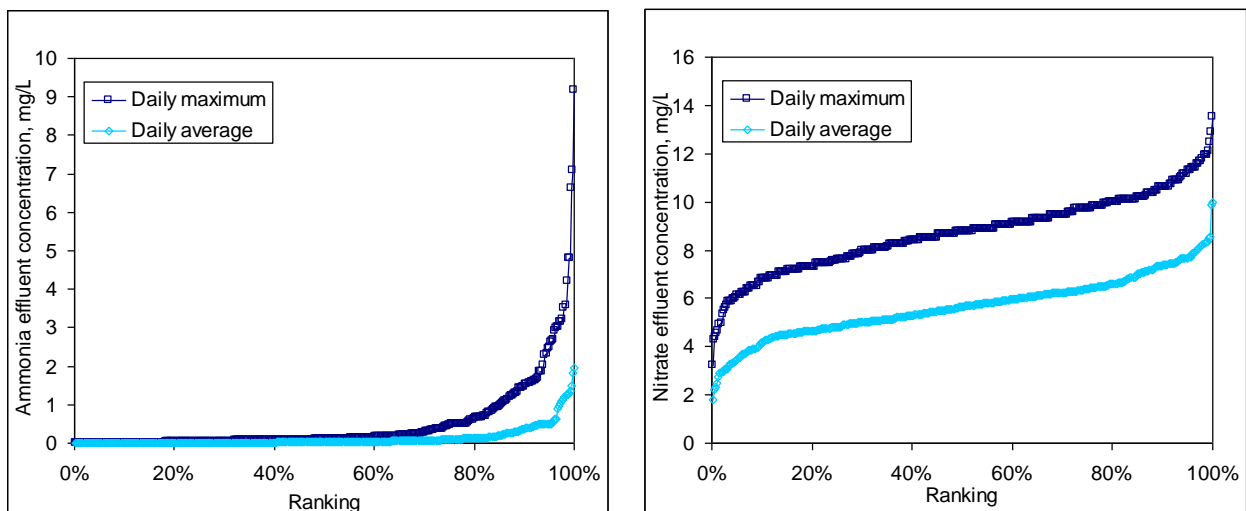 Ammonia effluent concentration, mg/L
10
9
8
7
6
5
4
3
2
1
0
Daily maximum
Daily average
0% 20% 40% 60% 80% 100%
Ranking
Nitrate effluent concentration, mg/L
16
14
12
10
8
6
4
2
0
Daily maximum
Daily average
0% 20% 40% 60% 80% 100%
Ranking